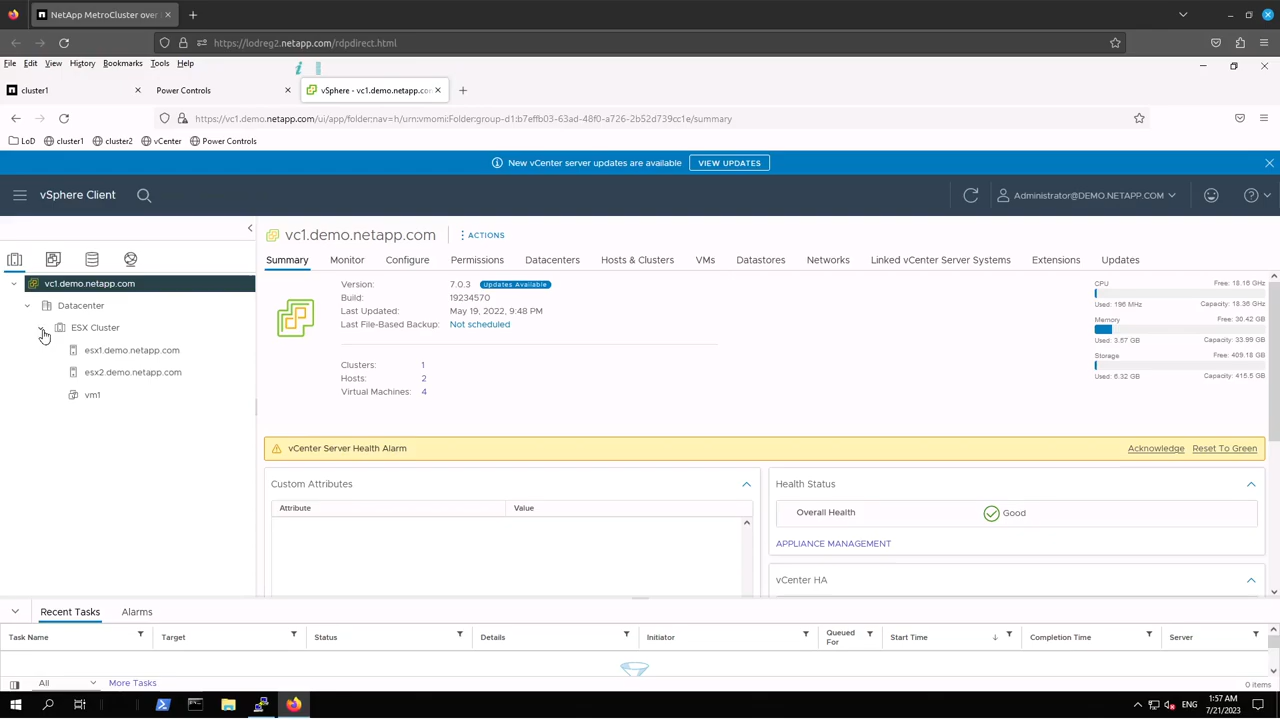 NetApp MetroCluster over
https://lodreg2.netapp.com/rdpdirect.html
File Edit View History Bookmarks Tools Help
cluster1
Power Controls
vSphere - vc1.demo.netapp.com
https://vc1.demo.netapp.com/ui/app/folder;nav=h/urn:vmomi:Folder:group-d1:b7effb03-63ad-48f0-a726-2b52d739cc1e/summary
LoD cluster1 cluster2 vCenter Power Controls
New vCenter server updates are available VIEW UPDATES
vSphere Client
Administrator@DEMO.NETAPP.COM
vc1.demo.netapp.com
ACTIONS
Summary Monitor Configure Permissions Datacenters Hosts & Clusters VMs Datastores Networks Linked vCenter Server Systems Extensions Updates
vc1.demo.netapp.com
Datacenter
ESX Cluster
esx1.demo.netapp.com
esx2.demo.netapp.com
vm1
Version: 7.0.3 Updates Available
Build: 19234570
Last Updated: May 19, 2022, 9:48 PM
Last File-Based Backup: Not scheduled
Clusters: 1
Hosts: 2
Virtual Machines: 4
CPU Free: 18.16 GHz
Used: 196 MHz Capacity: 18.36 GHz
Memory Free: 30.42 GB
Used: 3.57 GB Capacity: 33.99 GB
Storage Free: 409.18 GB
Used: 6.32 GB Capacity: 415.5 GB
vCenter Server Health Alarm Acknowledge Reset To Green
Custom Attributes
Attribute Value
Health Status
Overall Health Good
APPLIANCE MANAGEMENT
vCenter HA
Recent Tasks Alarms
Task Name Target Status Details Initiator Queued For Start Time Completion Time Server
All More Tasks
0 items
ENG
1:57 AM
7/21/2023